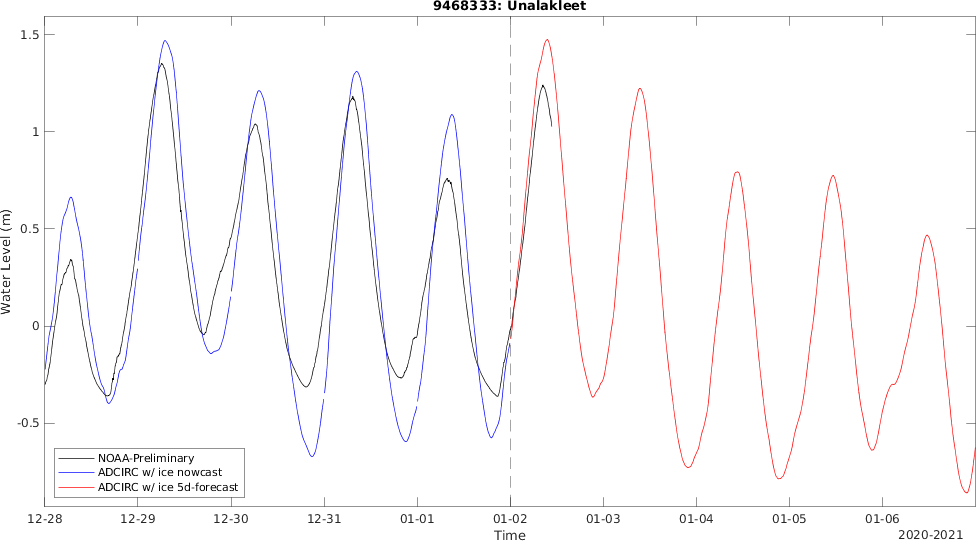 9468333: Unalakleet
1.5
1
0.5
0
-0.5
Water Level (m)
NOAA-Preliminary
ADCIRC w/ ice nowcast
ADCIRC w/ ice 5d-forecast
12-28 12-29 12-30 12-31 01-01 01-02 01-03 01-04 01-05 01-06
Time
2020-2021